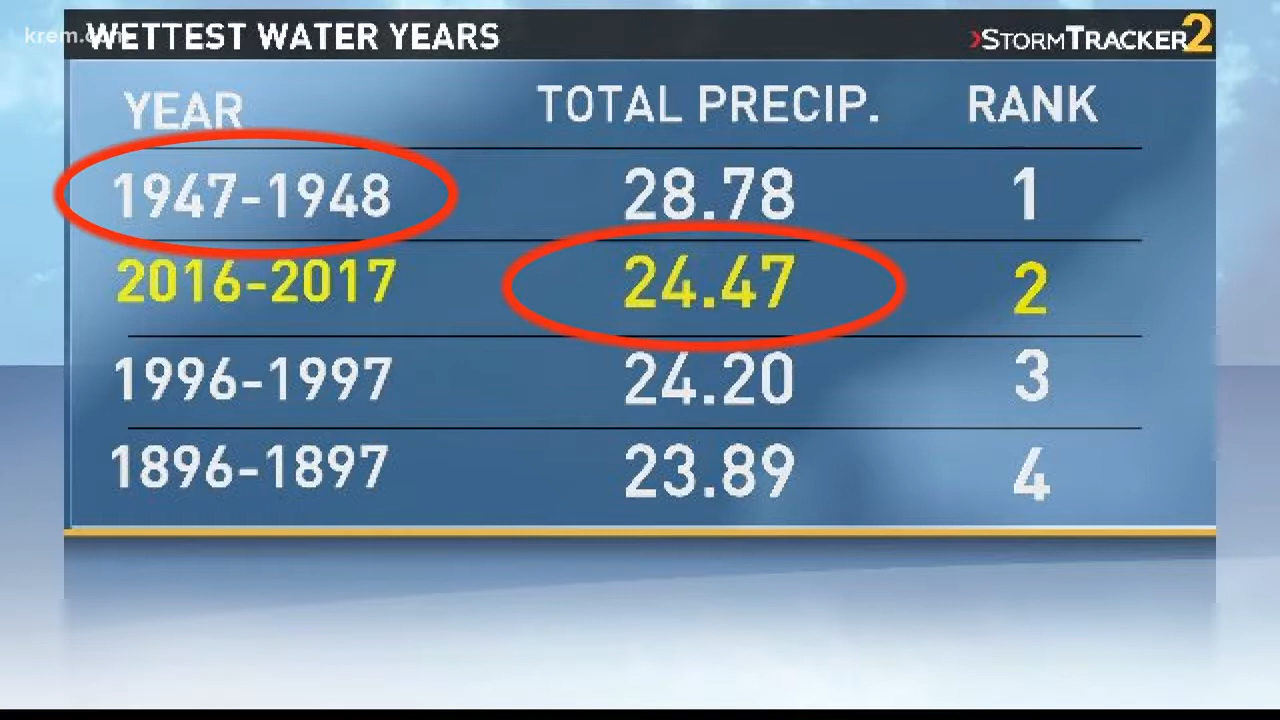 krem.com
WETTEST WATER YEARS
STORMTRACKER2
YEAR TOTAL PRECIP. RANK
1947-1948 28.78 1
2016-2017 24.47 2
1996-1997 24.20 3
1896-1897 23.89 4